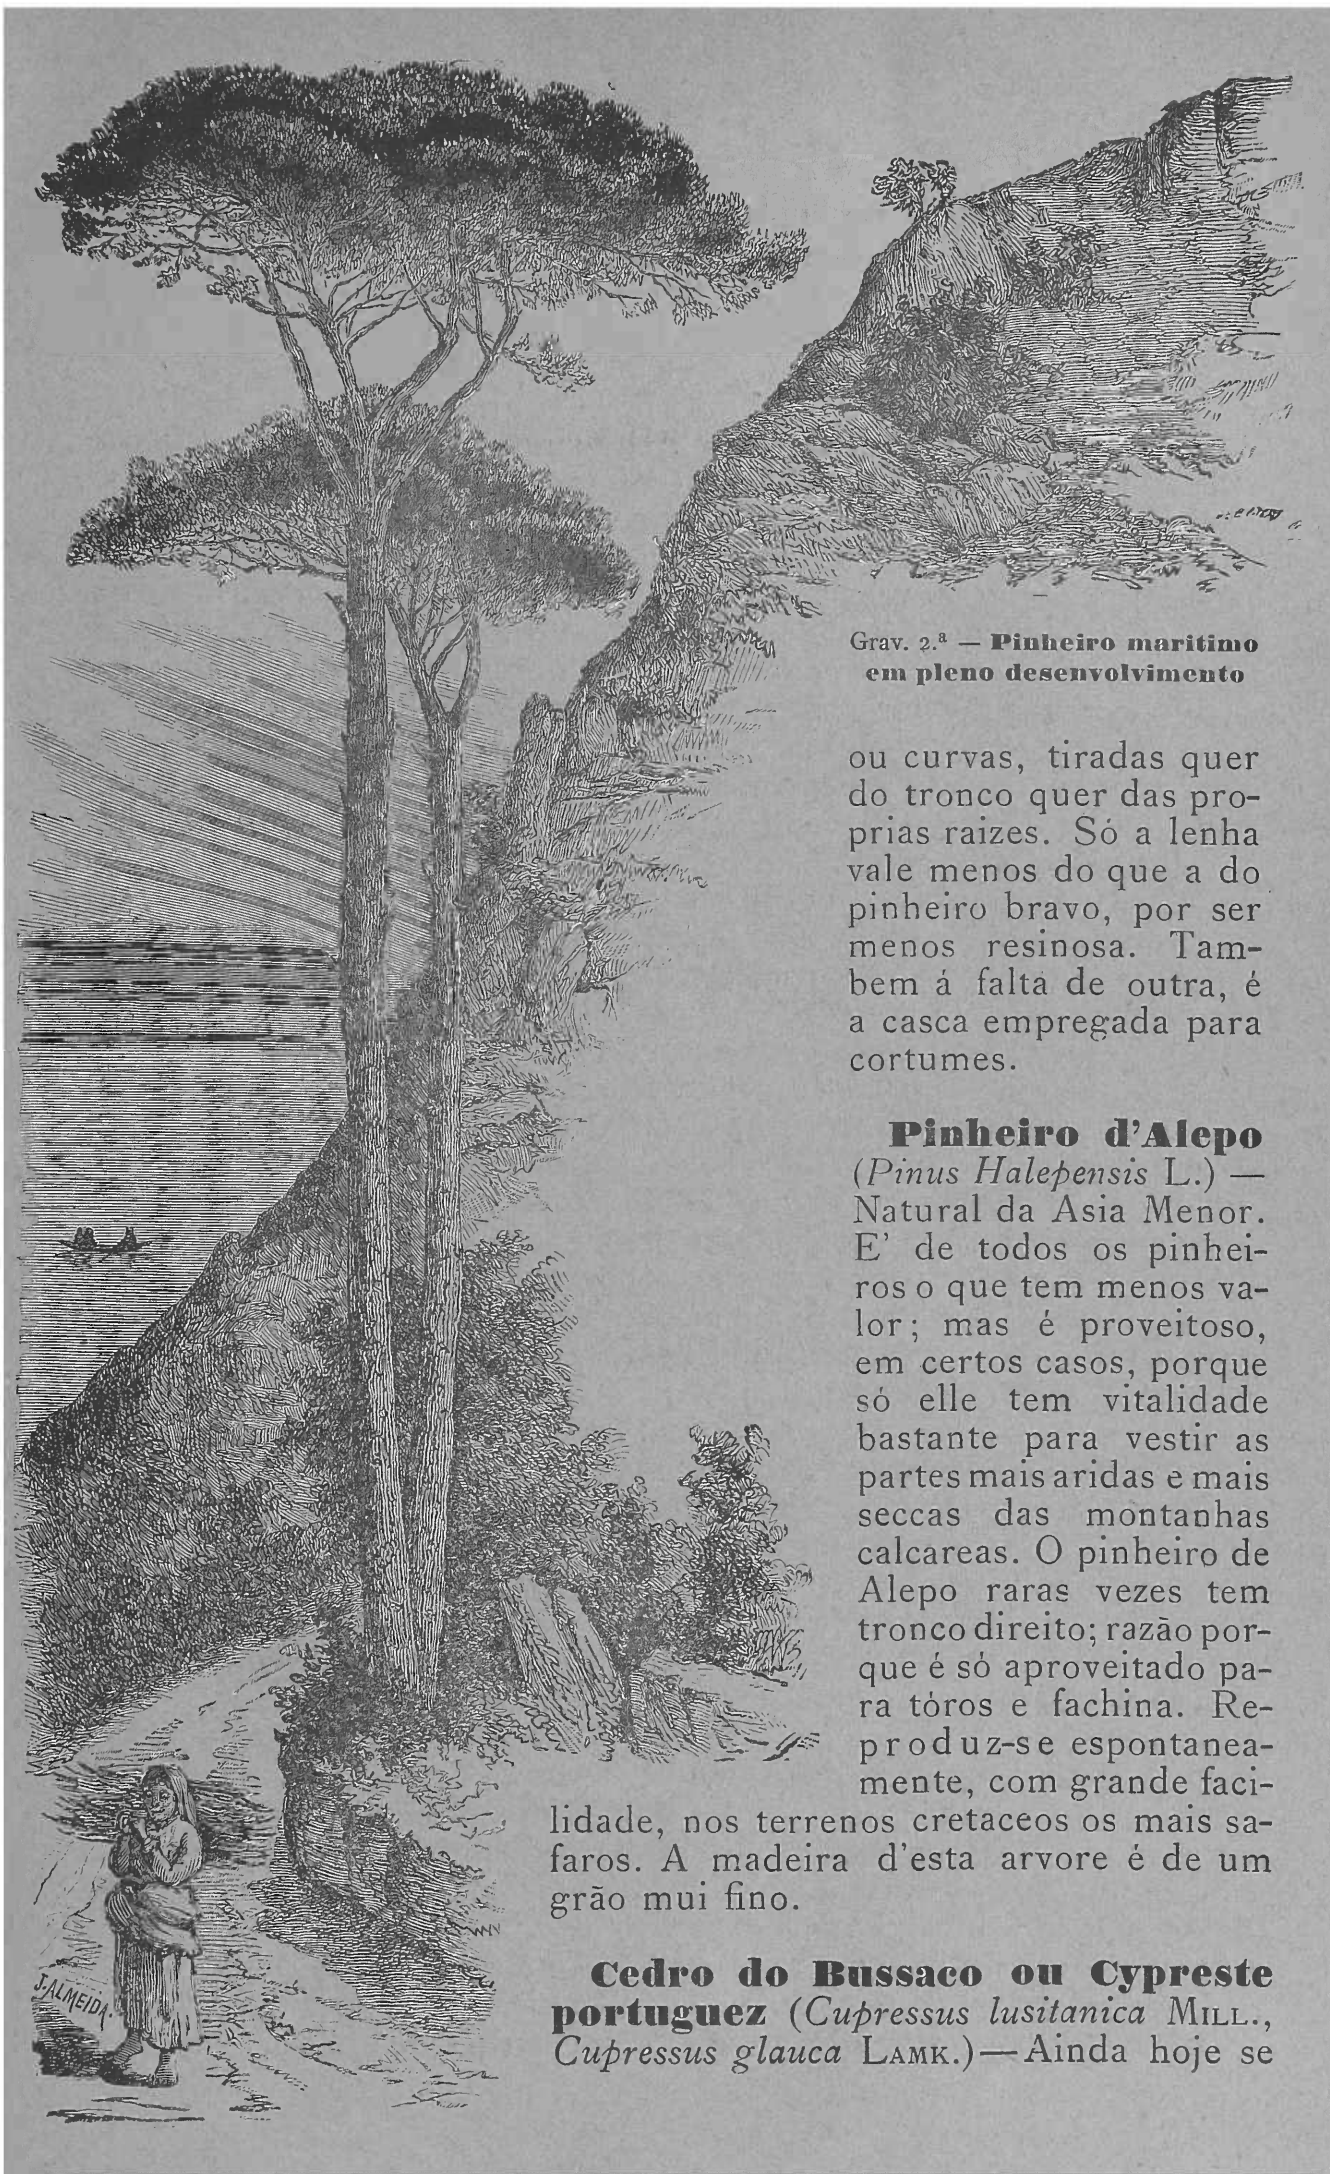 Grav. 2.ª — Pinheiro maritimo
em pleno desenvolvimento
ou curvas, tiradas quer
do tronco quer das pro-
prias raizes. Só a lenha
vale menos do que a do
pinheiro bravo, por ser
menos resinosa. Tam-
bem á falta de outra, é
a casca empregada para
cortumes.
Pinheiro d'Alepo
(Pinus Halepensis L.) —
Natural da Asia Menor.
E' de todos os pinhei-
ros o que tem menos va-
lor; mas é proveitoso,
em certos casos, porque
só elle tem vitalidade
bastante para vestir as
partes mais aridas e mais
seccas das montanhas
calcareas. O pinheiro de
Alepo raras vezes tem
tronco direito; razão por-
que é só aproveitado pa-
ra tóros e fachina. Re-
produz-se espontanea-
mente, com grande faci-
lidade, nos terrenos cretaceos os mais sa-
faros. A madeira d'esta arvore é de um
grão mui fino.
Cedro do Bussaco ou Cypreste
portuguez (Cupressus lusitanica MILL.,
Cupressus glauca LAMK.)—Ainda hoje se
J. ALMEIDA.